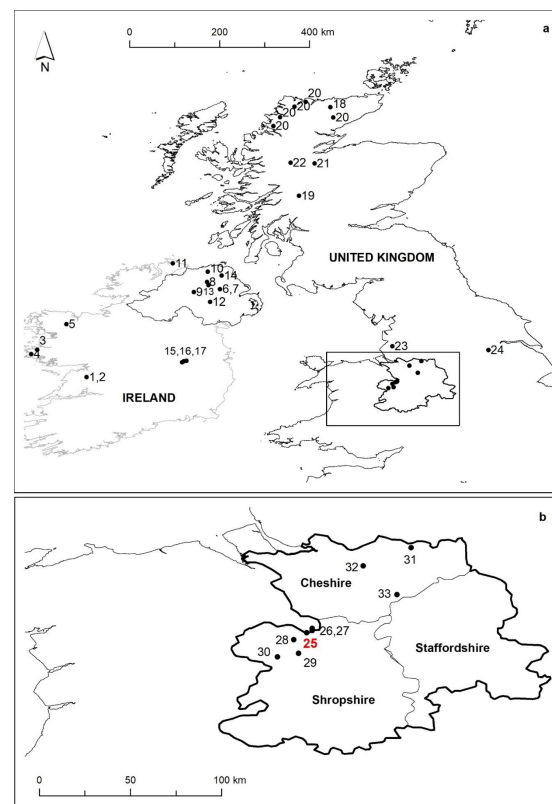 a
0 100 200 400 km
N
20
20 18
20 20
20
22 21
19
UNITED KINGDOM
11
10
14
8
9 13 6,7
12
5
3
4
15,16,17
1,2
IRELAND
23
24
b
31
32
Cheshire
33
26,27
28 25
Staffordshire
30 29
Shropshire
0 50 100 km